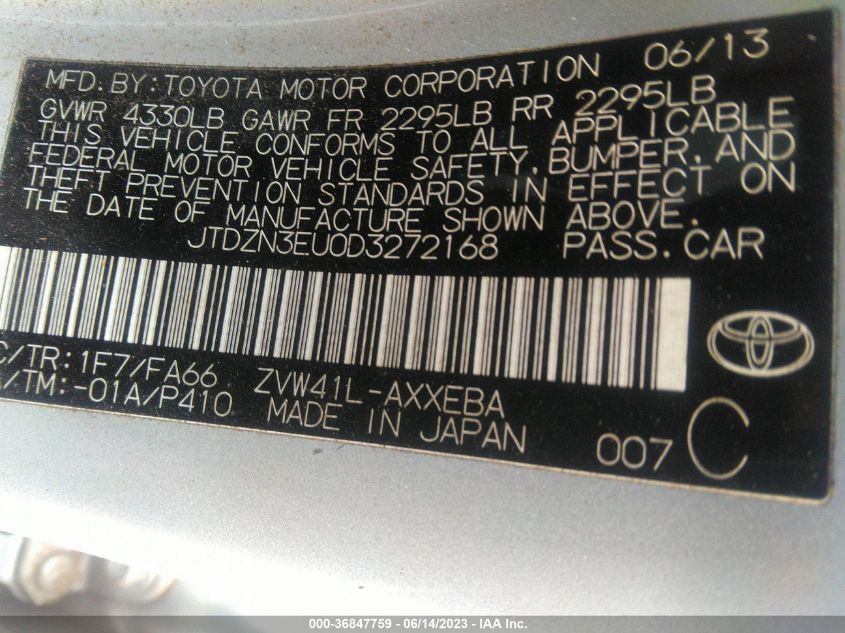 MFD. BY: TOYOTA MOTOR CORPORATION 06/13
GVWR 4330LB GAWR FR 2295LB RR 2295LB
THIS VEHICLE CONFORMS TO ALL APPLICABLE
FEDERAL MOTOR VEHICLE SAFETY, BUMPER, AND
THEFT PREVENTION STANDARDS IN EFFECT ON
THE DATE OF MANUFACTURE SHOWN ABOVE.
JTDZN3EU0D3272168 PASS. CAR
C/TR: 1F7/FA66 ZVW41L-AXXEBA
/TM: -01A/P410 MADE IN JAPAN 007 C
000-36847759 - 06/14/2023 - IAA Inc.